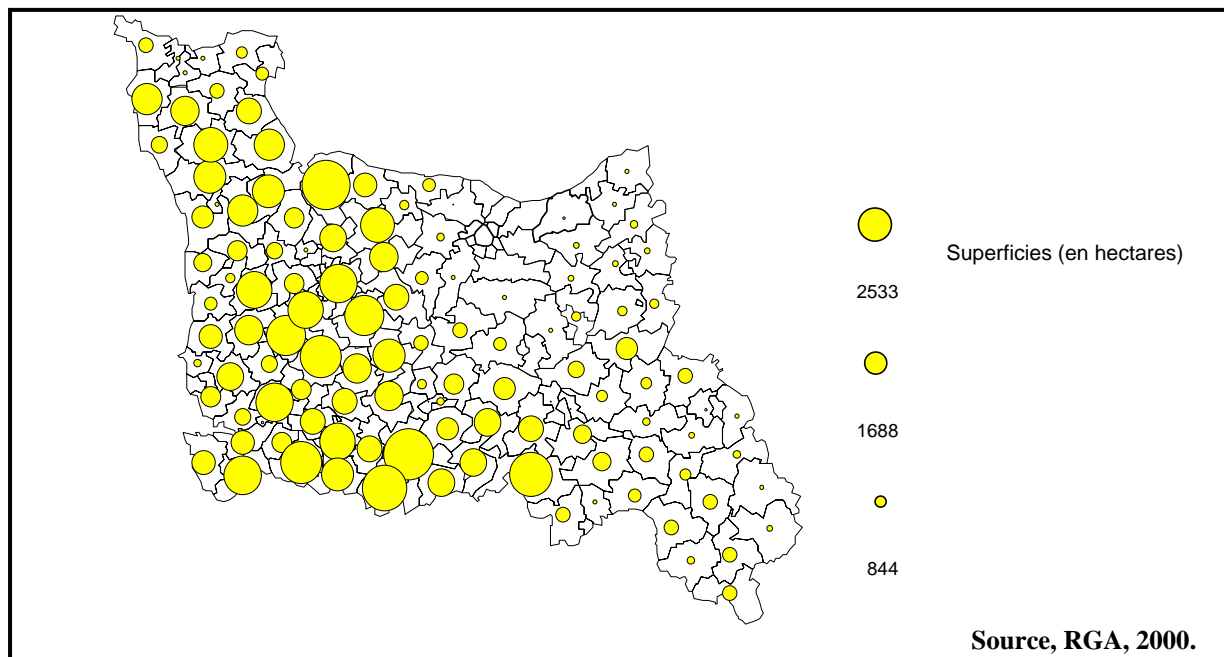 Superficies (en hectares)
2533
1688
844
Source, RGA, 2000.